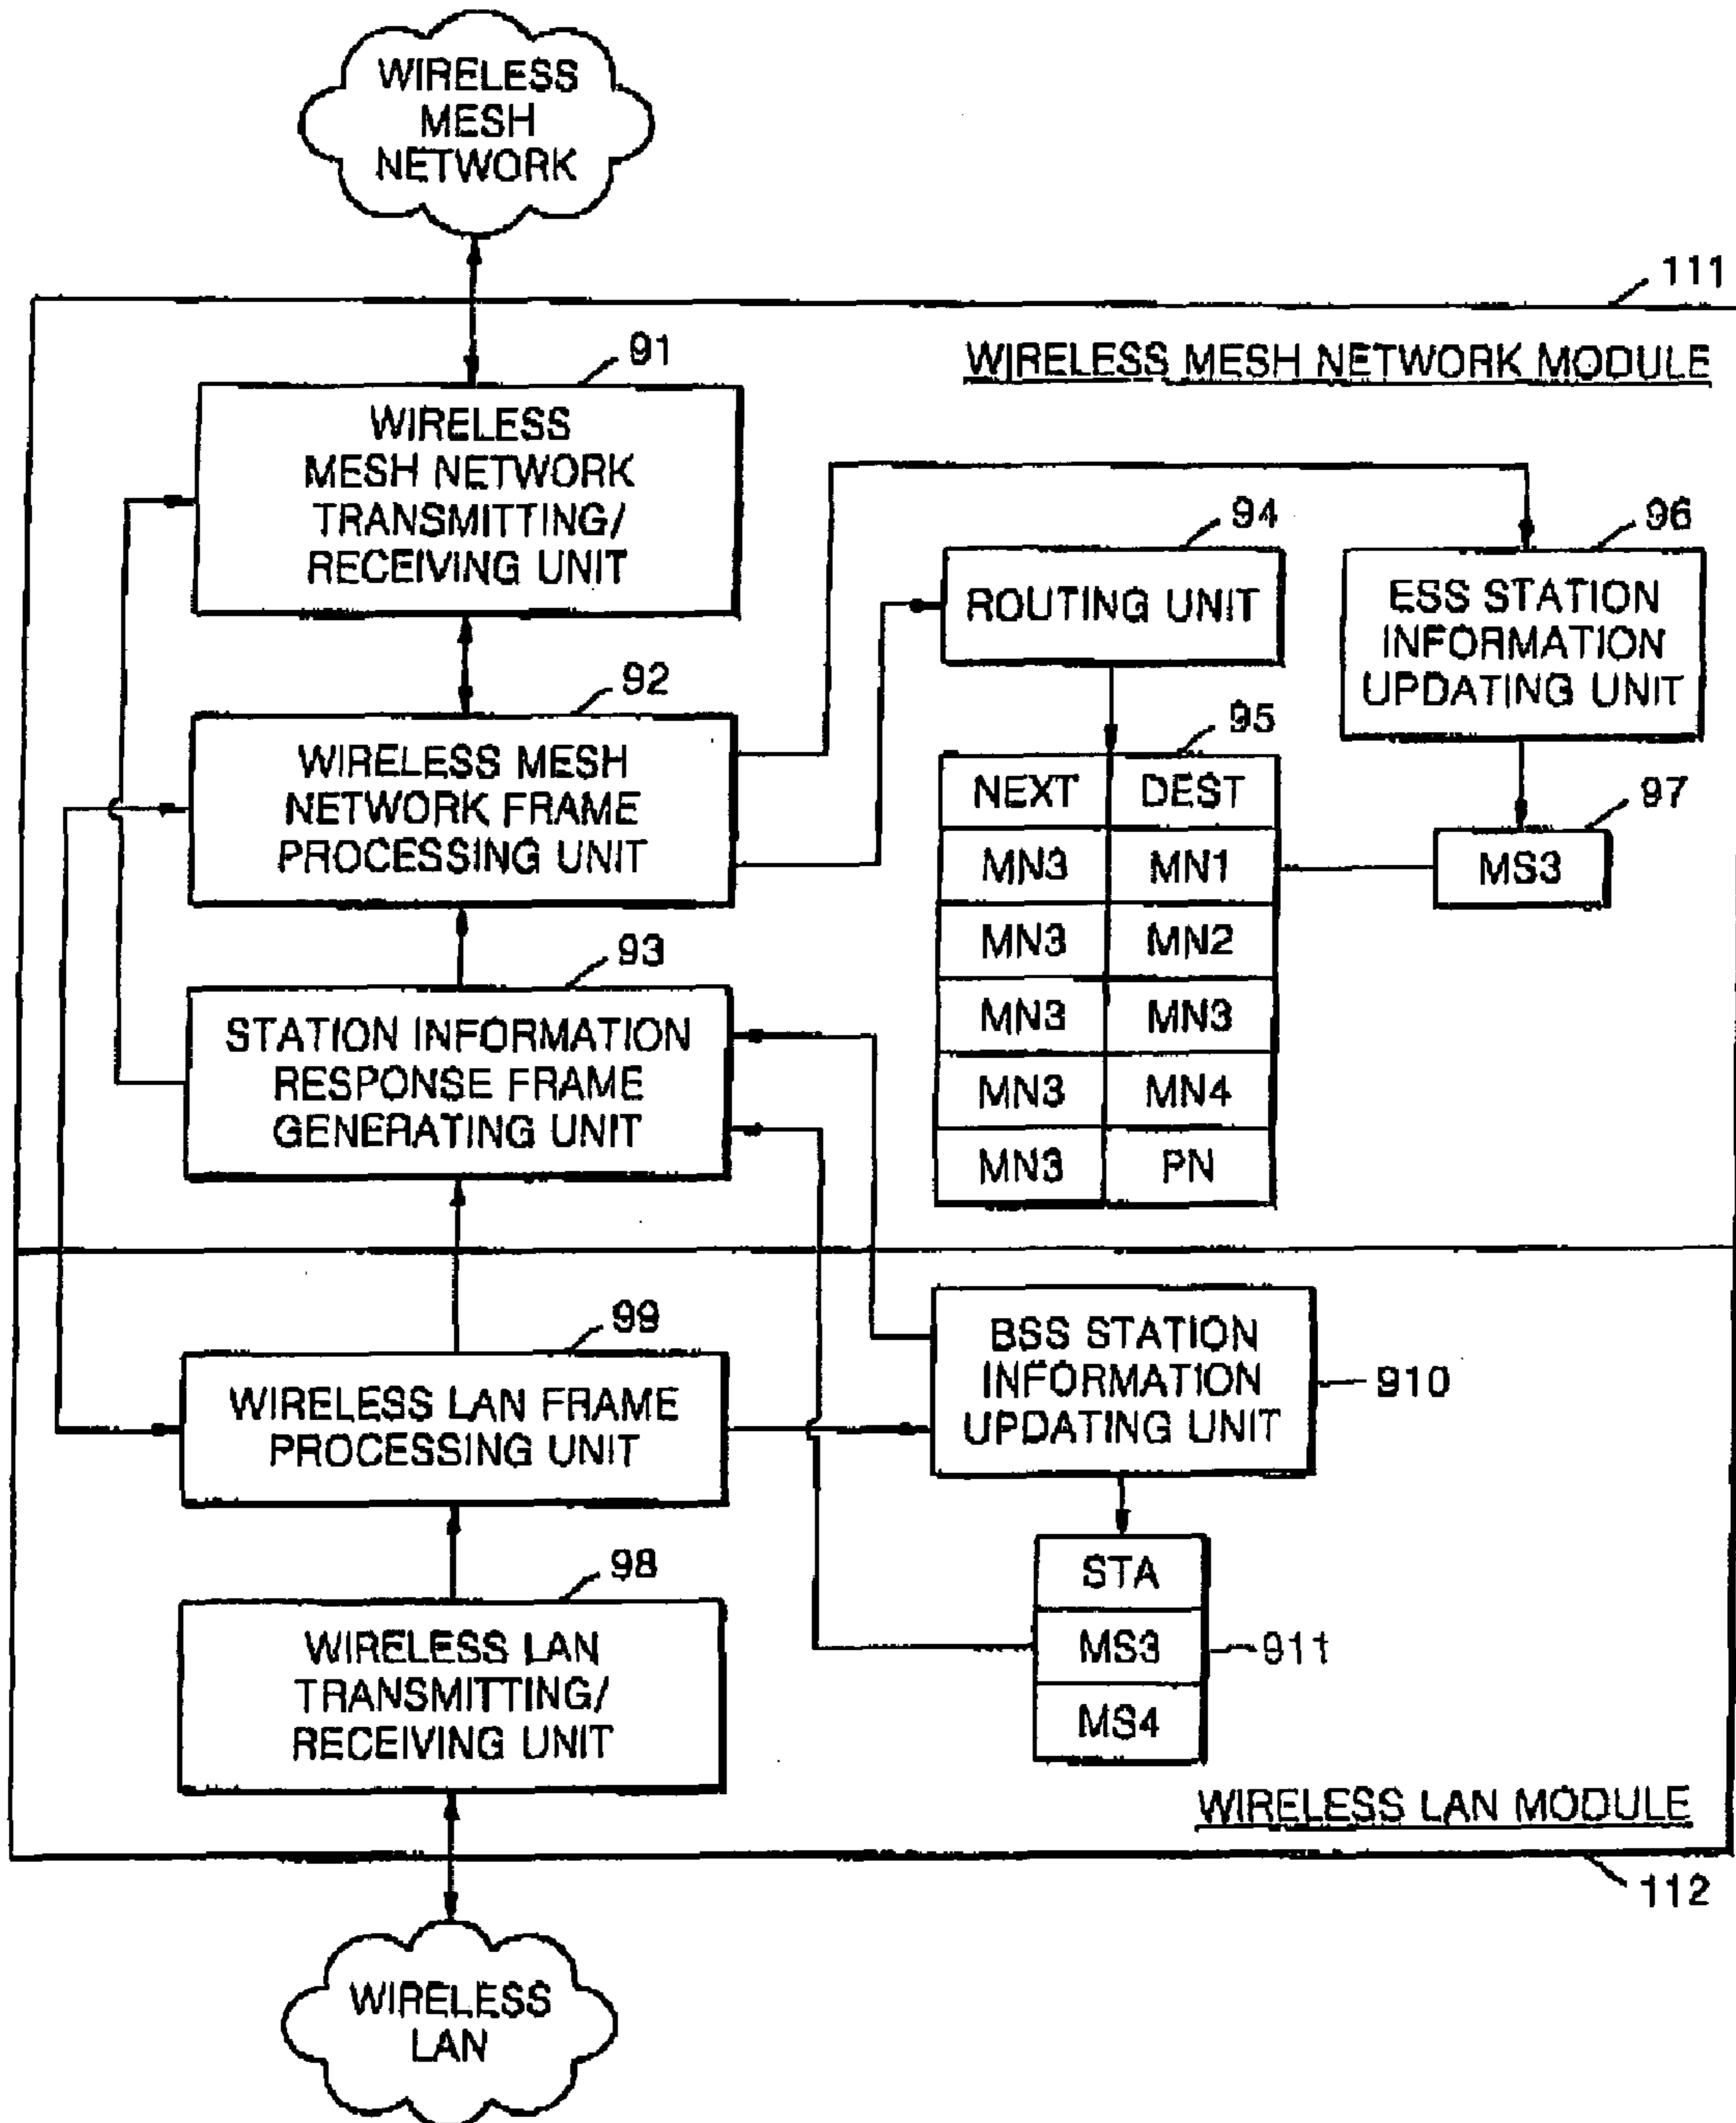 WIRELESS
MESH
NETWORK
111
WIRELESS MESH NETWORK MODULE
91
WIRELESS
MESH NETWORK
TRANSMITTING/
RECEIVING UNIT
94
ROUTING UNIT
96
ESS STATION
INFORMATION
UPDATING UNIT
92
WIRELESS MESH
NETWORK FRAME
PROCESSING UNIT
95
NEXT DEST
MN3 MN1
MN3 MN2
MN3 MN3
MN3 MN4
MN3 PN
97
MS3
93
STATION INFORMATION
RESPONSE FRAME
GENERATING UNIT
99
WIRELESS LAN FRAME
PROCESSING UNIT
BSS STATION
INFORMATION
UPDATING UNIT
910
98
WIRELESS LAN
TRANSMITTING/
RECEIVING UNIT
STA
MS3
MS4
911
WIRELESS LAN MODULE
112
WIRELESS
LAN